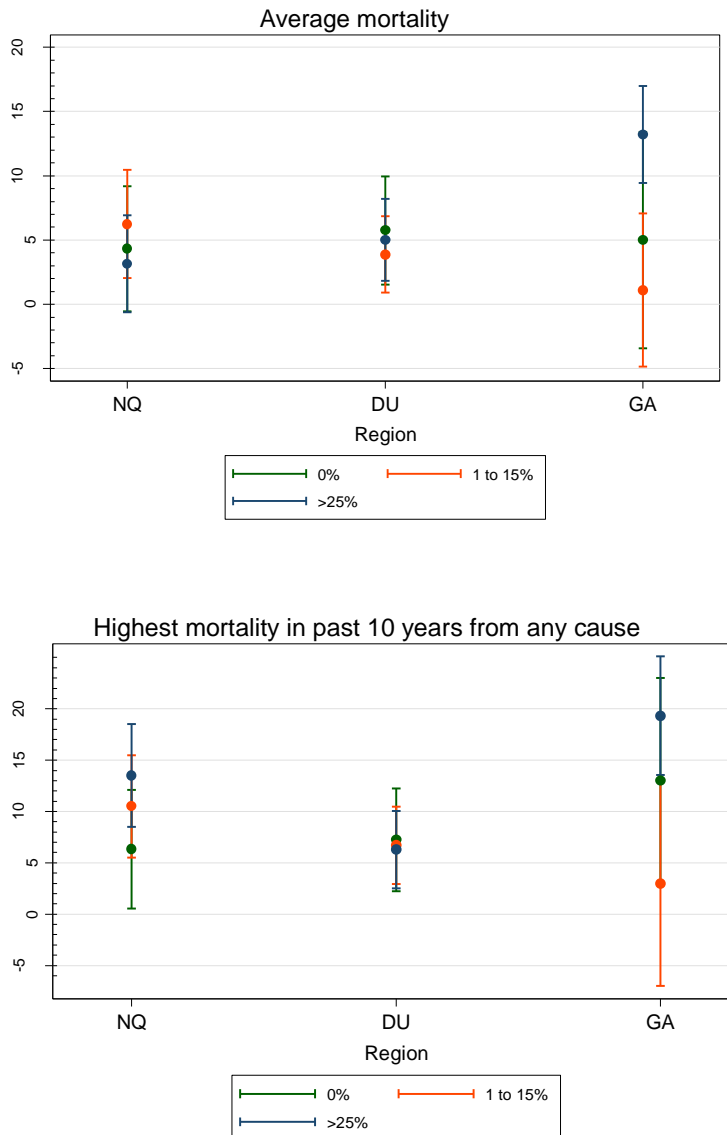 Average mortality
20
15
10
5
0
-5
NQ DU GA
Region
0% 1 to 15%
>25%
Highest mortality in past 10 years from any cause
20
15
10
5
0
-5
NQ DU GA
Region
0% 1 to 15%
>25%